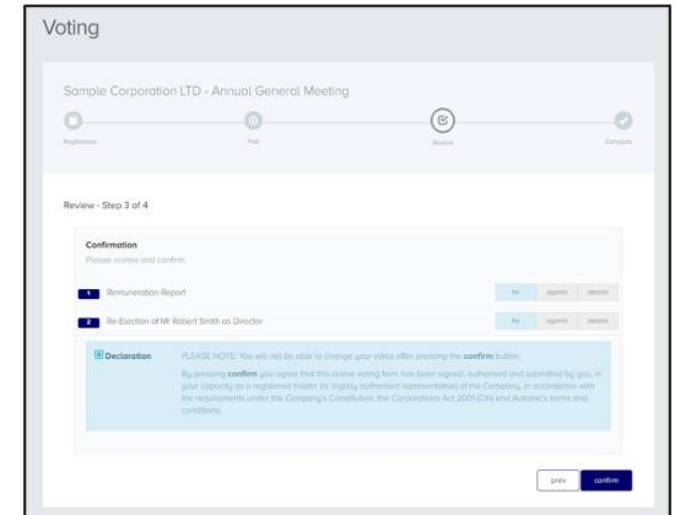 Voting
Sample Corporation LTD - Annual General Meeting
Registration Poll Review Complete
Review - Step 3 of 4
Confirmation
Please review and confirm.
1 Remuneration Report for against abstain
2 Re-Election of Mr Robert Smith as Director for against abstain
Declaration PLEASE NOTE: You will not be able to change your votes after pressing the confirm button.
By pressing confirm you agree that this online voting form has been signed, authorised and submitted by you, in
your capacity as a registered holder (or legally authorised representative) of the Company, in accordance with
the requirements under the Company's Constitution, the Corporations Act 2001 (Cth) and Automic's terms and
conditions.
prev confirm